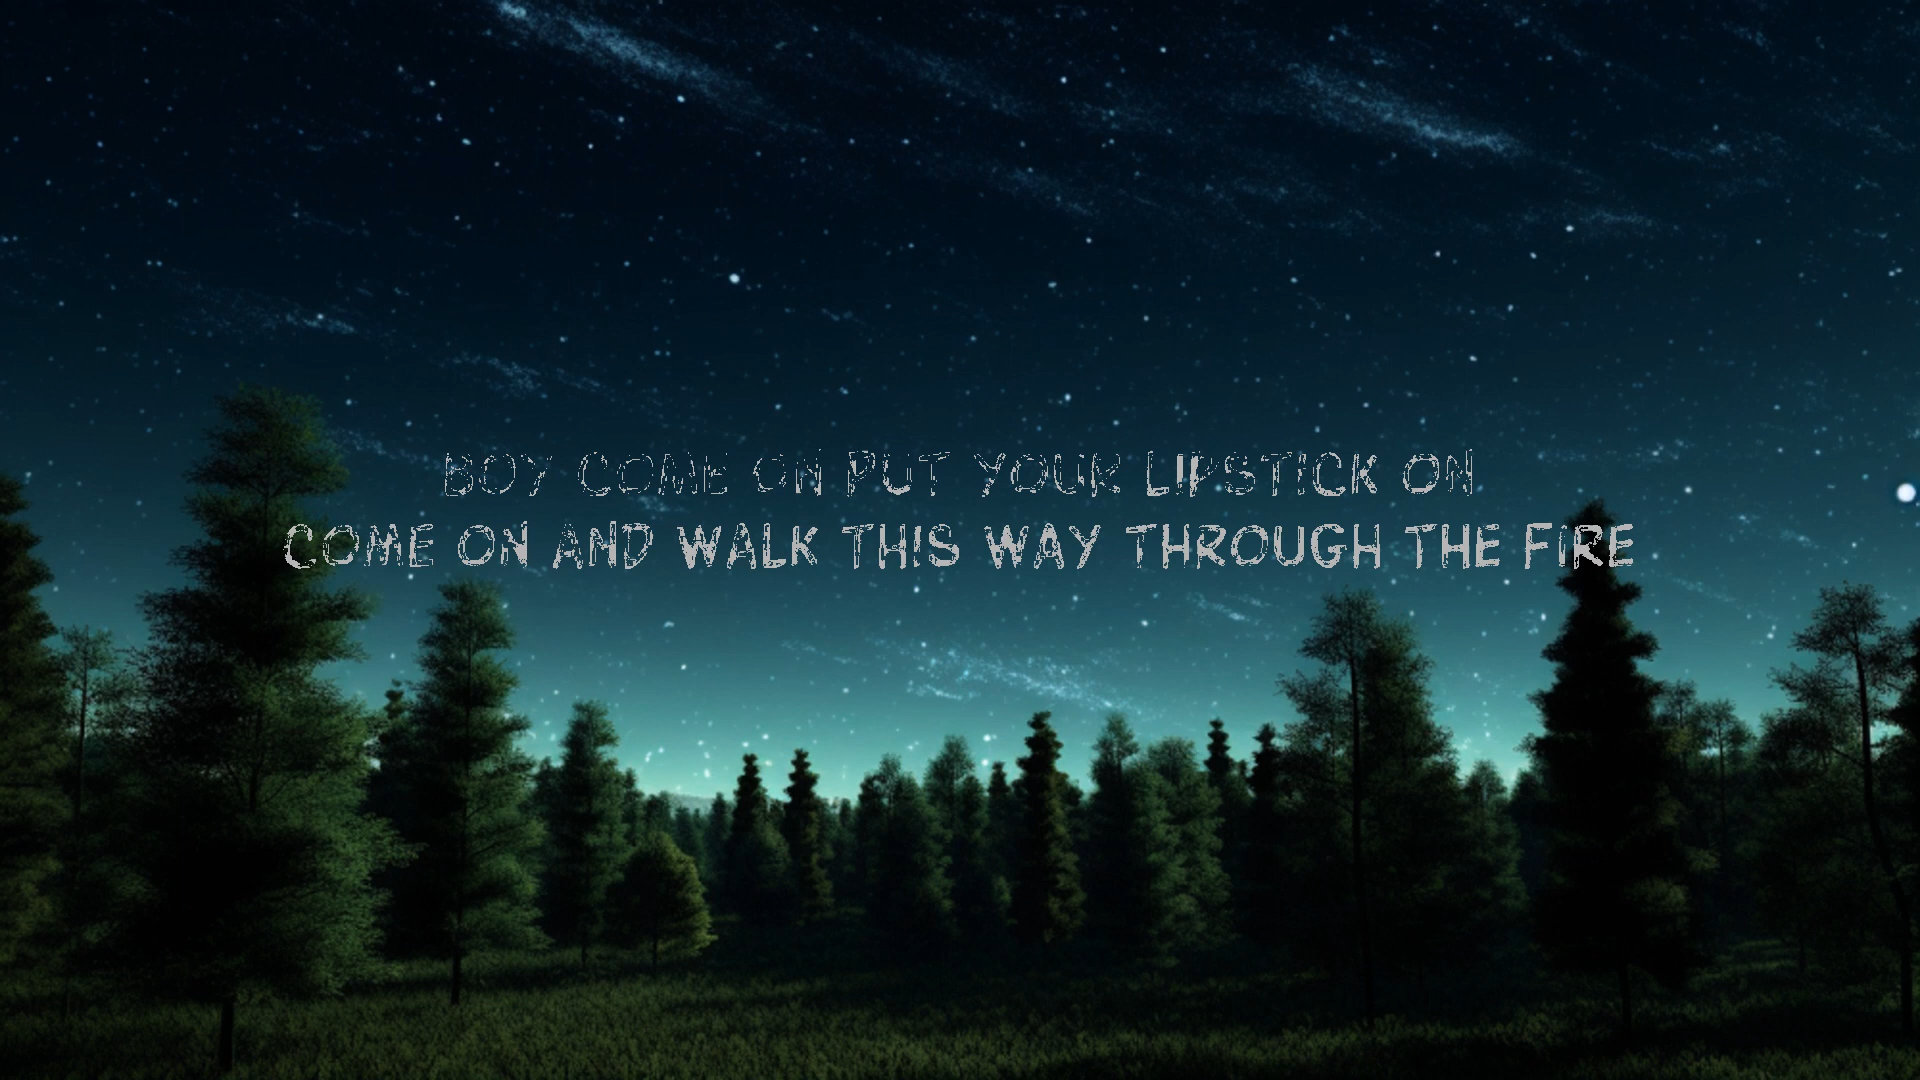 BOY COME ON PUT YOUR LIPSTICK ON
COME ON AND WALK THIS WAY THROUGH THE FIRE